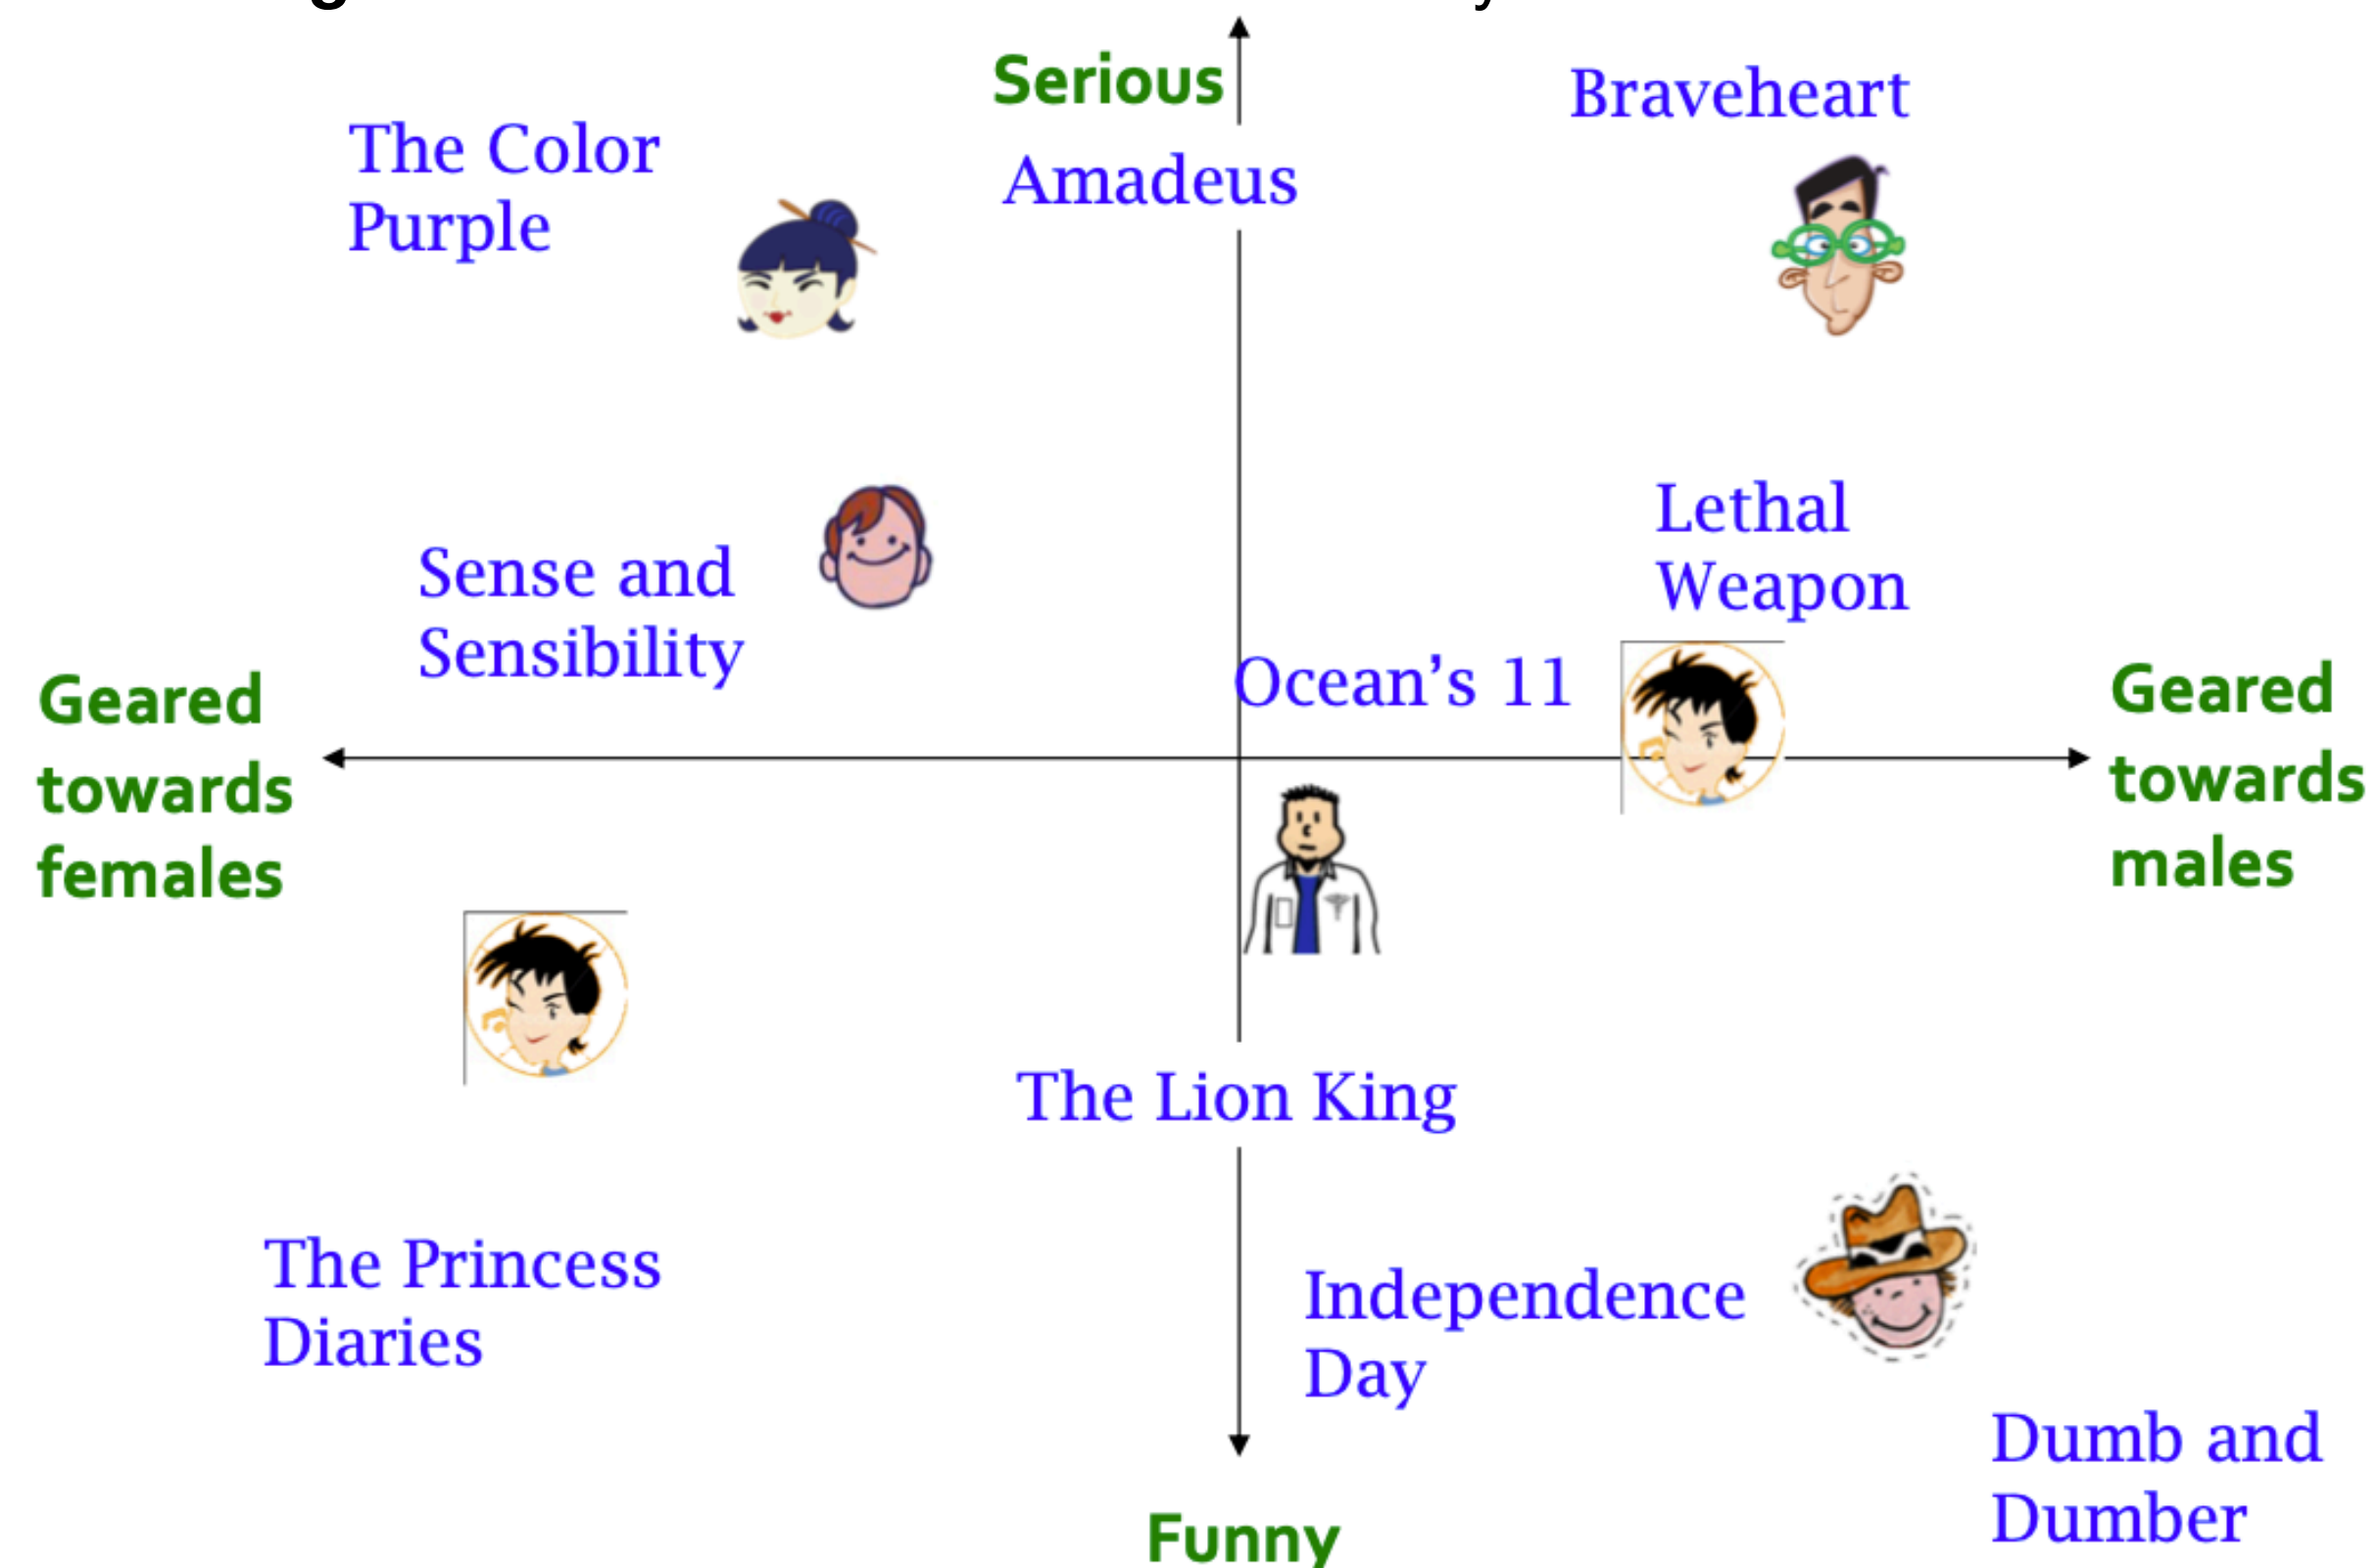 Serious
Braveheart
The Color
Purple
Amadeus
Lethal
Weapon
Sense and
Sensibility
Ocean’s 11
Geared
towards
females
Geared
towards
males
The Lion King
The Princess
Diaries
Independence
Day
Dumb and
Dumber
Funny